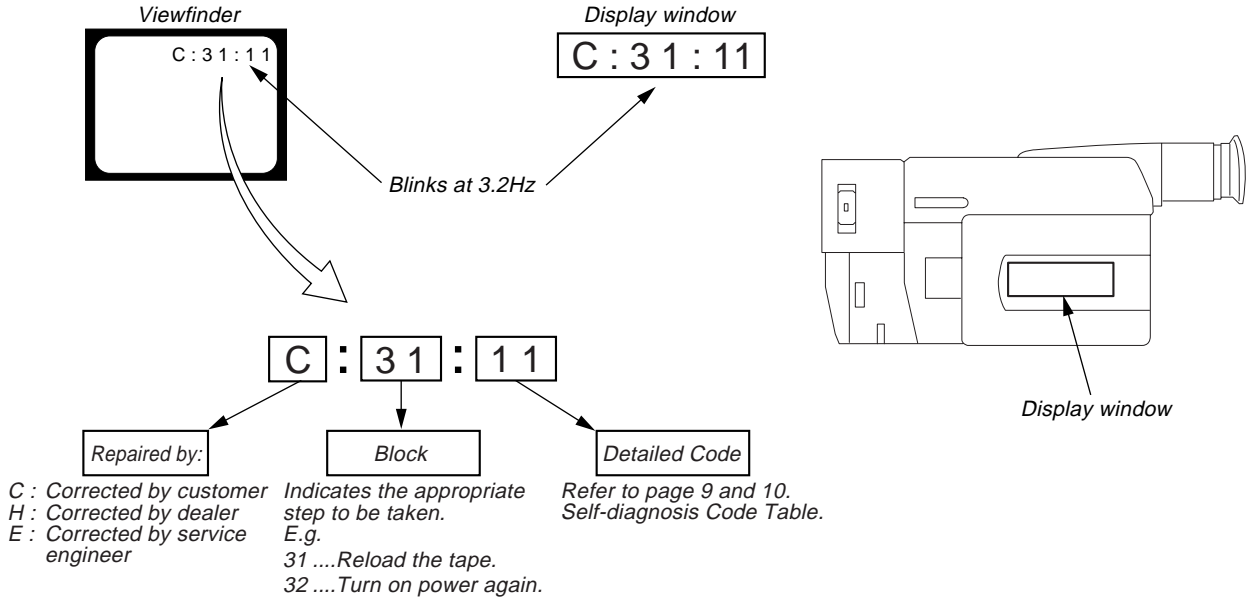 Viewfinder
C : 3 1 : 1 1
Display window
C : 3 1 : 11
Blinks at 3.2Hz
Display window
C : 3 1 : 1 1
Repaired by:
C : Corrected by customer
H : Corrected by dealer
E : Corrected by service
engineer
Block
Indicates the appropriate
step to be taken.
E.g.
31 ....Reload the tape.
32 ....Turn on power again.
Detailed Code
Refer to page 9 and 10.
Self-diagnosis Code Table.